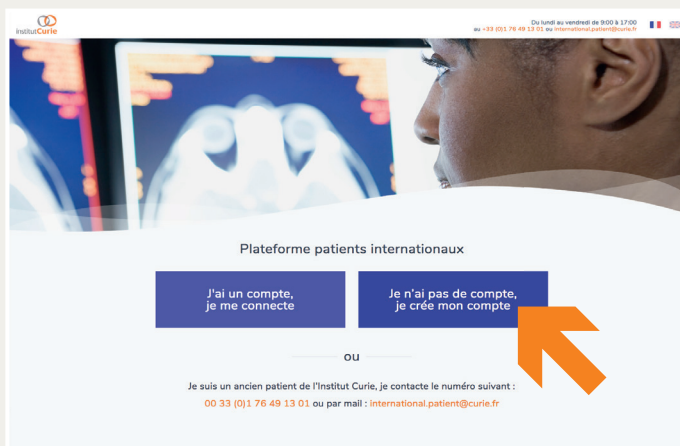 InstitutCurie
Du lundi au vendredi de 9:00 à 17:00
au +33 (0)1 76 49 13 01 ou international.patient@curie.fr
Plateforme patients internationaux
J'ai un compte,
je me connecte
Je n'ai pas de compte,
je crée mon compte
ou
Je suis un ancien patient de l'Institut Curie, je contacte le numéro suivant :
00 33 (0)1 76 49 13 01 ou par mail : international.patient@curie.fr